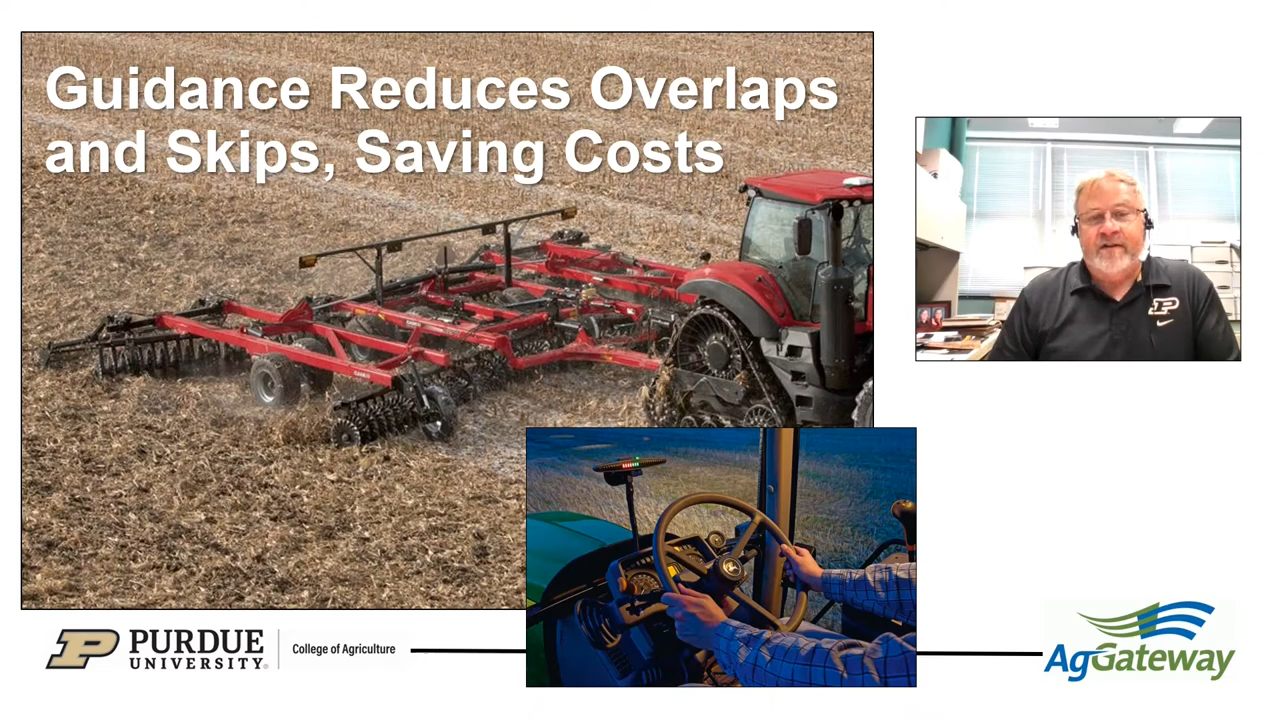 Guidance Reduces Overlaps
and Skips, Saving Costs
P
P PURDUE
UNIVERSITY®
College of Agriculture
AgGateway